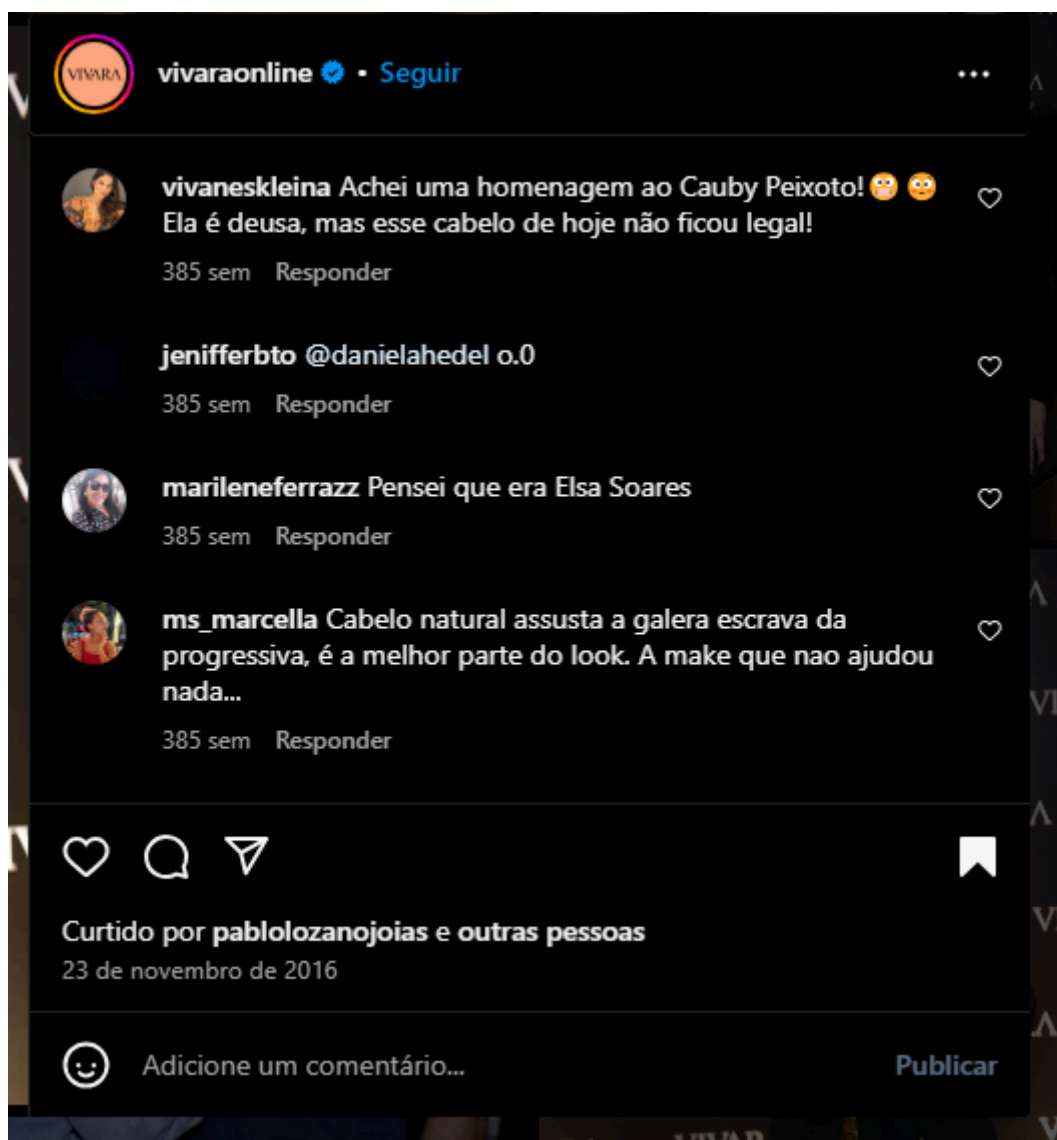 VIVARA
vivaraonline • Seguir
vivaneskleina Achei uma homenagem ao Cauby Peixoto!😷 😳
Ela é deusa, mas esse cabelo de hoje não ficou legal!
385 sem Responder
jenifferbto @danielahedel o.0
385 sem Responder
marileneferrazz Pensei que era Elsa Soares
385 sem Responder
ms_marcella Cabelo natural assusta a galera escrava da
progressiva, é a melhor parte do look. A make que nao ajudou
nada...
385 sem Responder
Curtido por pablolozanojoias e outras pessoas
23 de novembro de 2016
Adicione um comentário...
Publicar